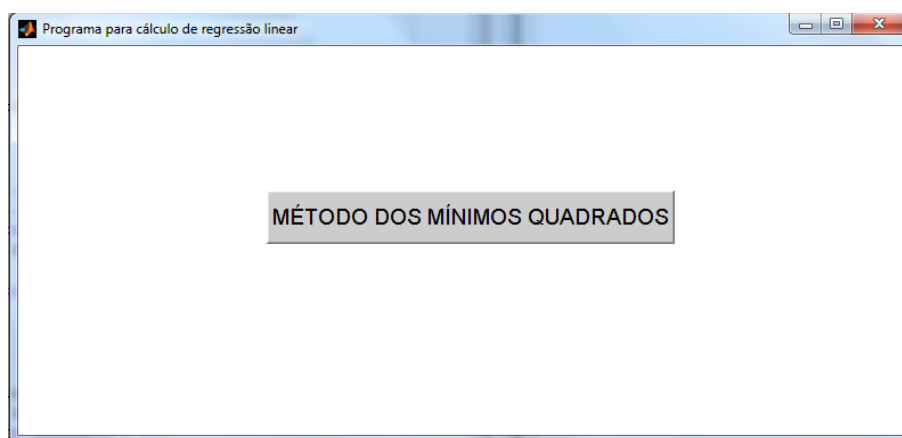 Programa para cálculo de regressão linear
MÉTODO DOS MÍNIMOS QUADRADOS